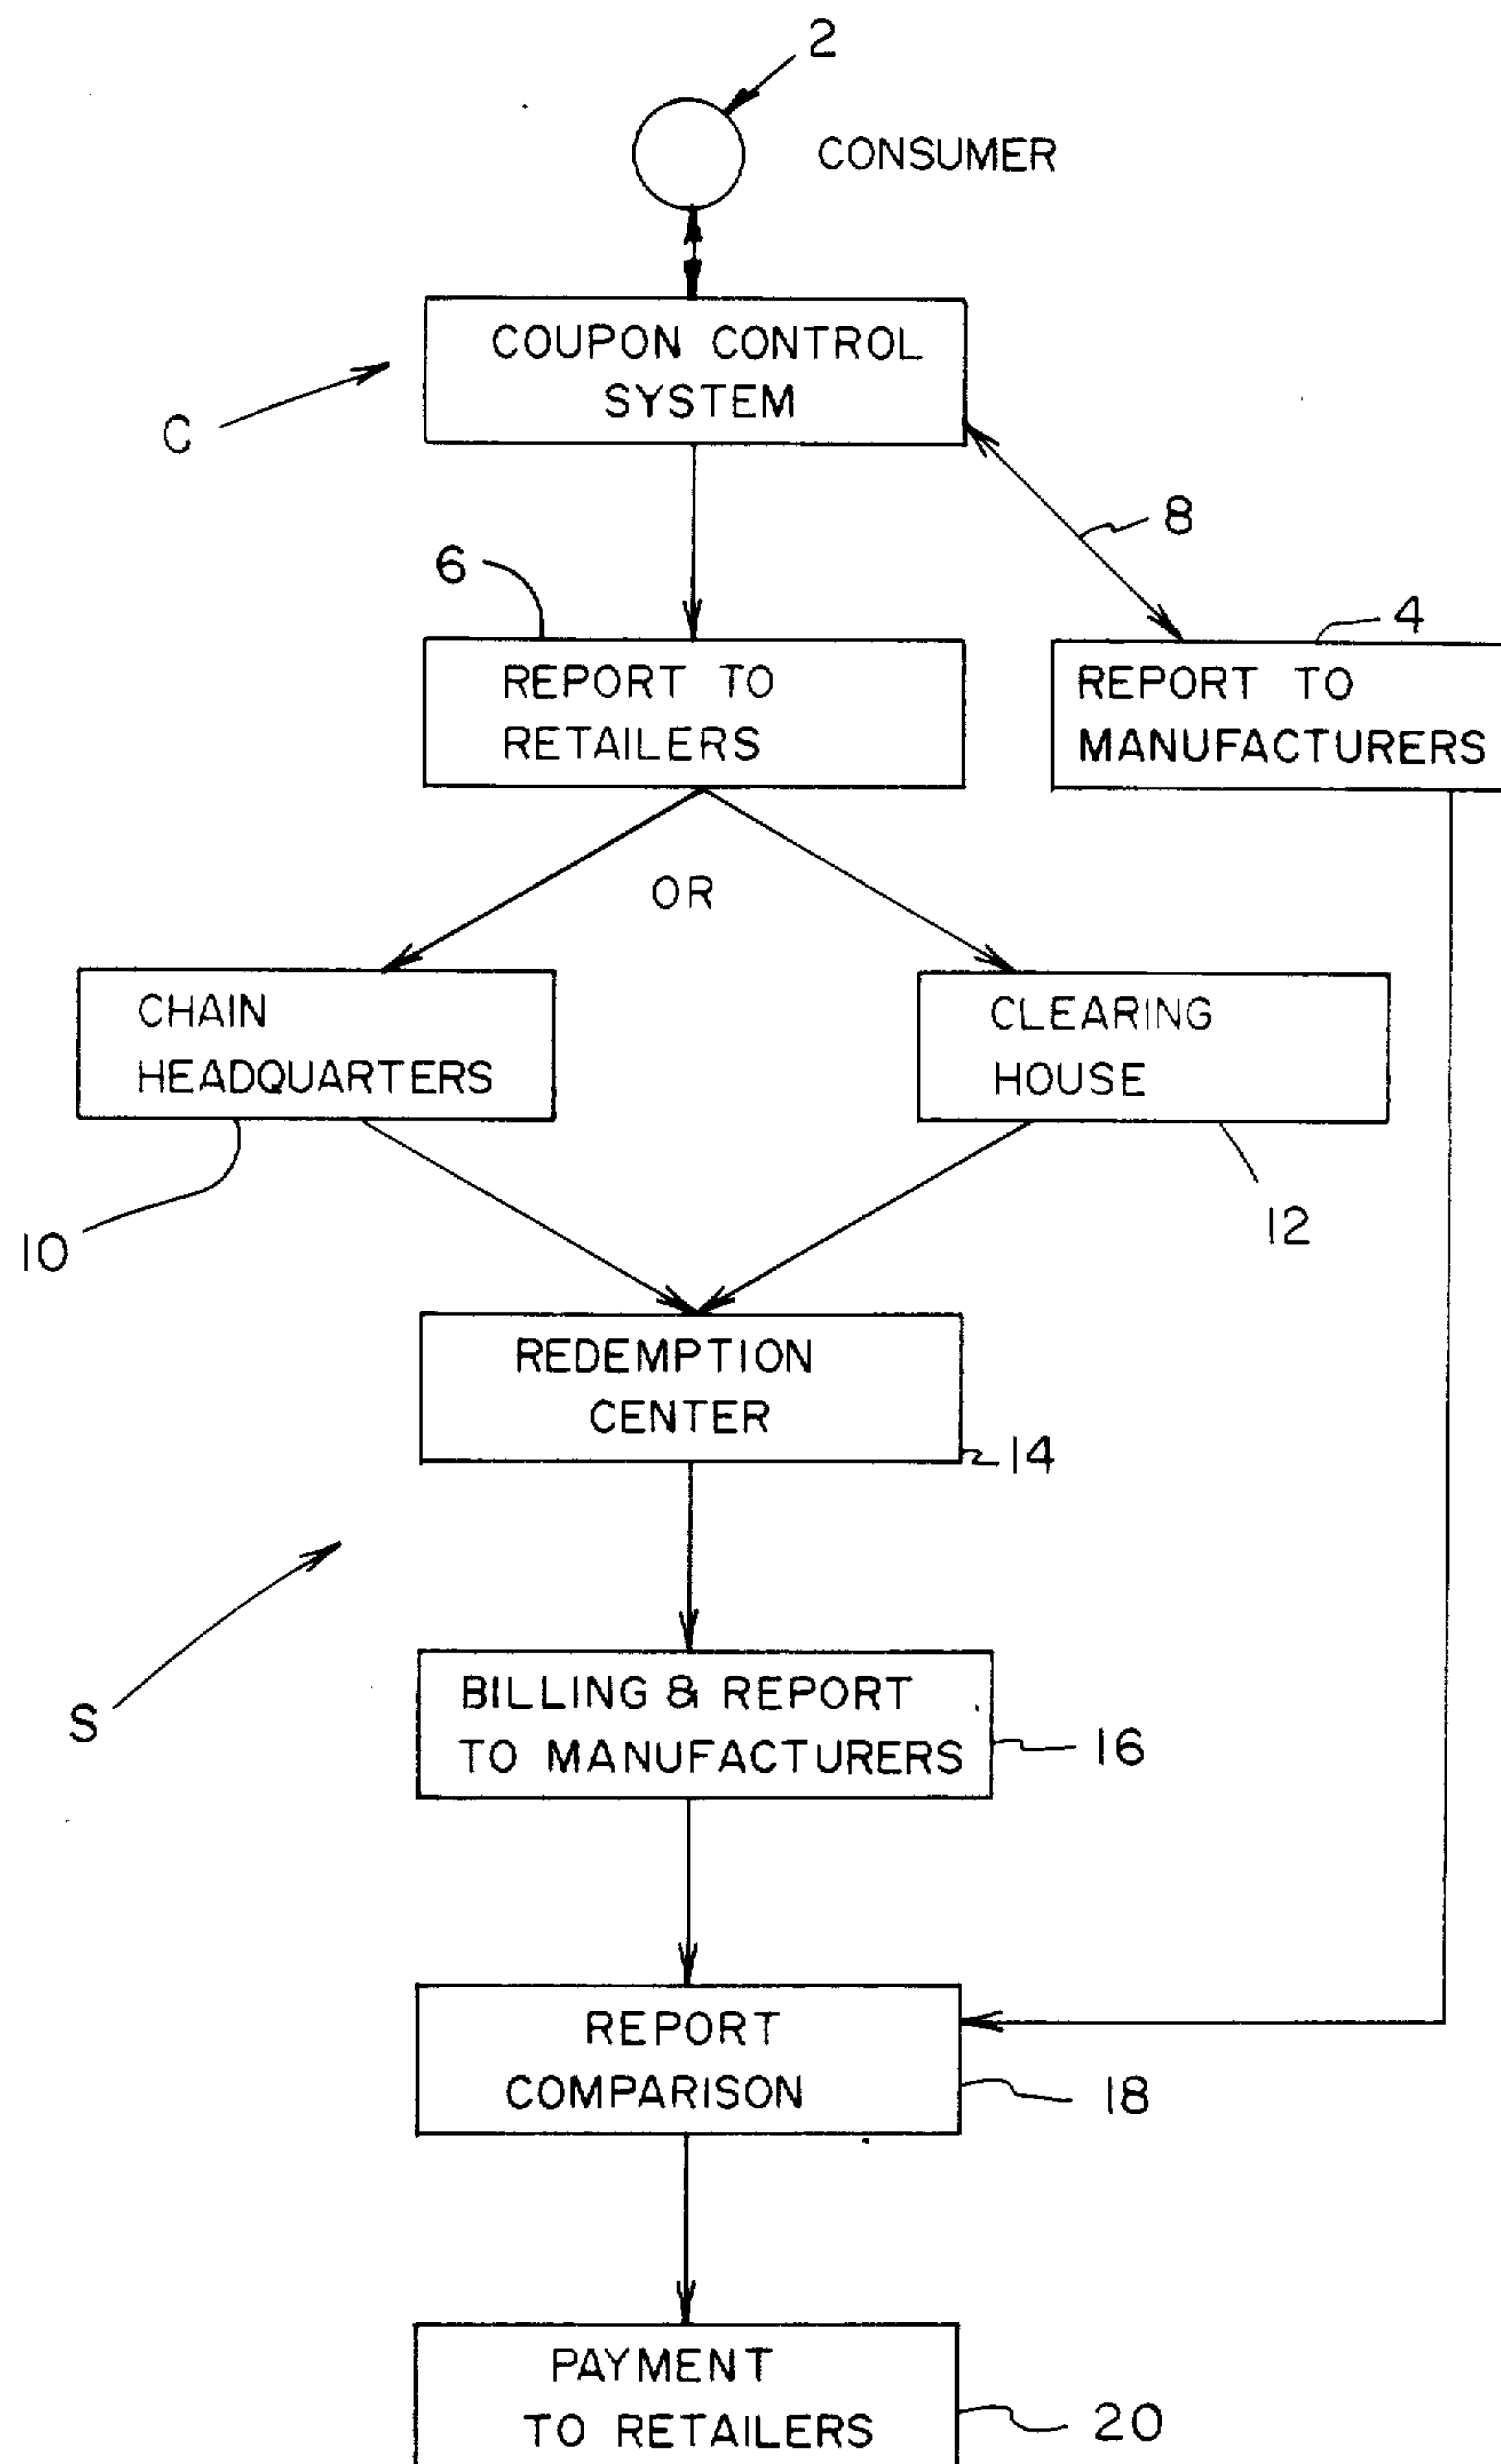 2
CONSUMER
COUPON CONTROL
SYSTEM
C
8
6
4
REPORT TO
RETAILERS
REPORT TO
MANUFACTURERS
OR
CHAIN
HEADQUARTERS
CLEARING
HOUSE
10
12
REDEMPTION
CENTER
14
S
BILLING & REPORT
TO MANUFACTURERS
16
REPORT
COMPARISON
18
PAYMENT
TO RETAILERS
20